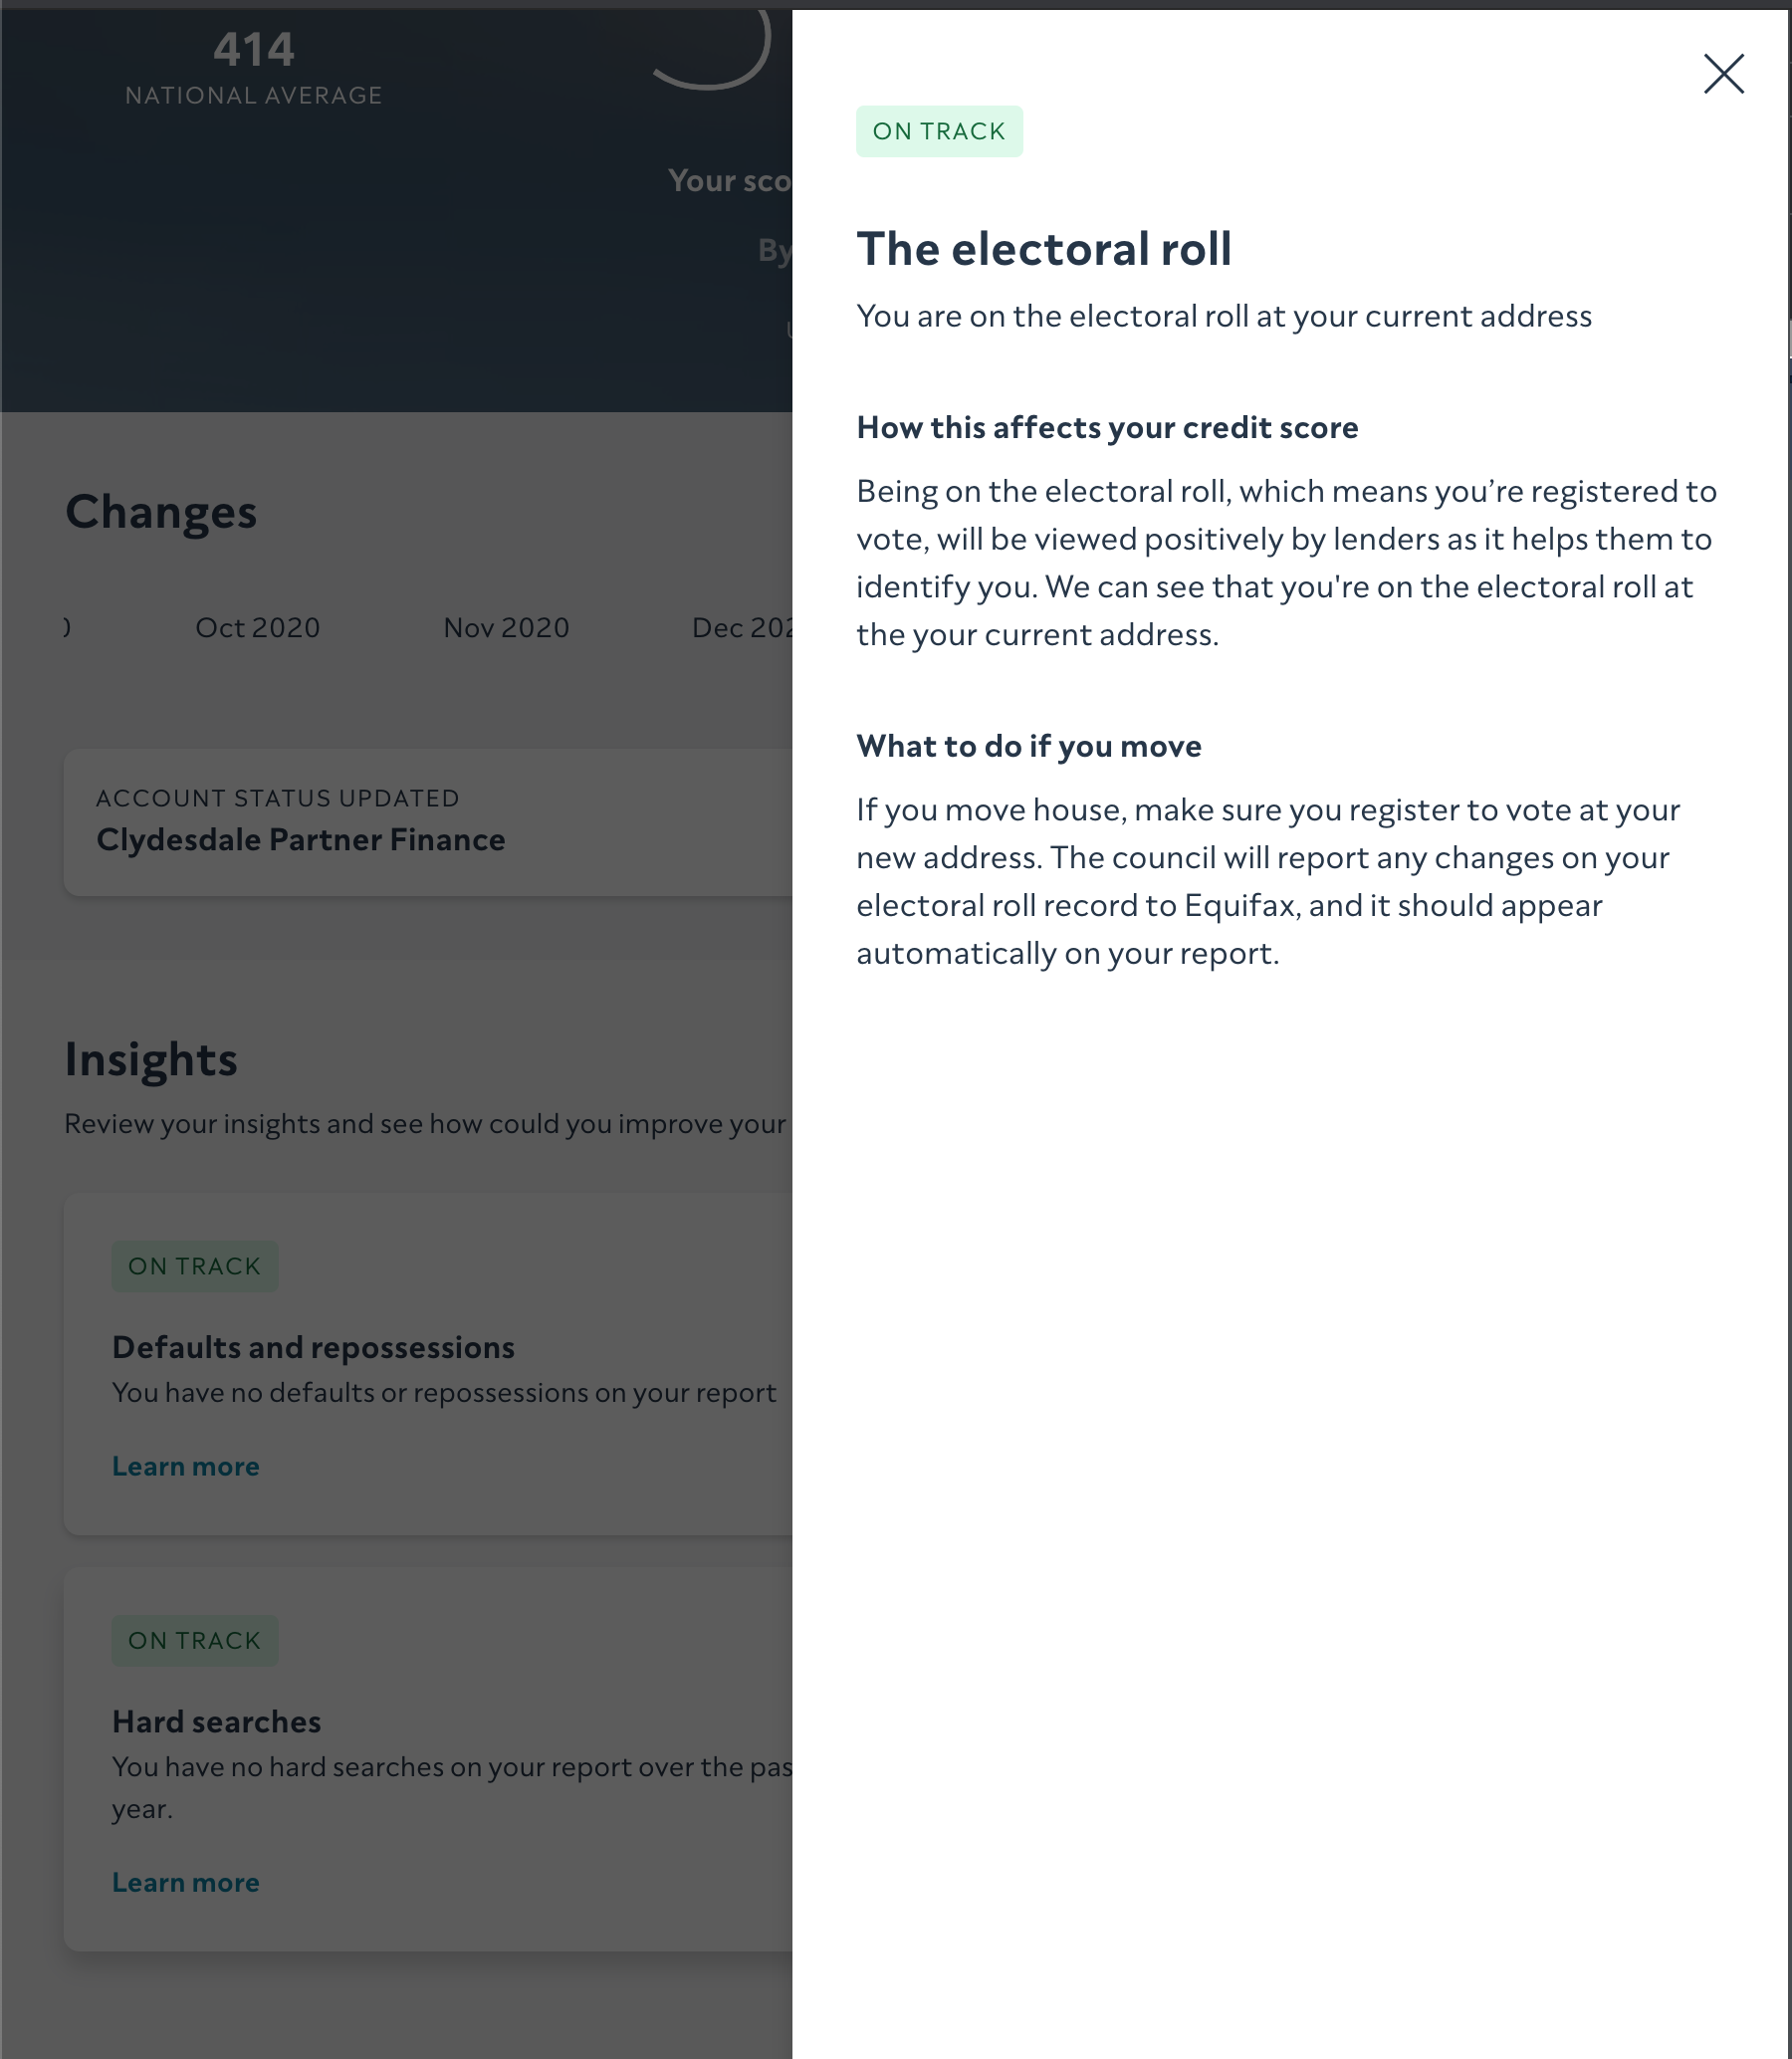 414
NATIONAL AVERAGE
Your sco
By
Changes
Oct 2020
Nov 2020
Dec 202
ACCOUNT STATUS UPDATED
Clydesdale Partner Finance
Insights
Review your insights and see how could you improve your
ON TRACK
Defaults and repossessions
You have no defaults or repossessions on your report
Learn more
ON TRACK
Hard searches
You have no hard searches on your report over the pas
year.
Learn more
ON TRACK
The electoral roll
You are on the electoral roll at your current address
How this affects your credit score
Being on the electoral roll, which means you’re registered to
vote, will be viewed positively by lenders as it helps them to
identify you. We can see that you're on the electoral roll at
the your current address.
What to do if you move
If you move house, make sure you register to vote at your
new address. The council will report any changes on your
electoral roll record to Equifax, and it should appear
automatically on your report.